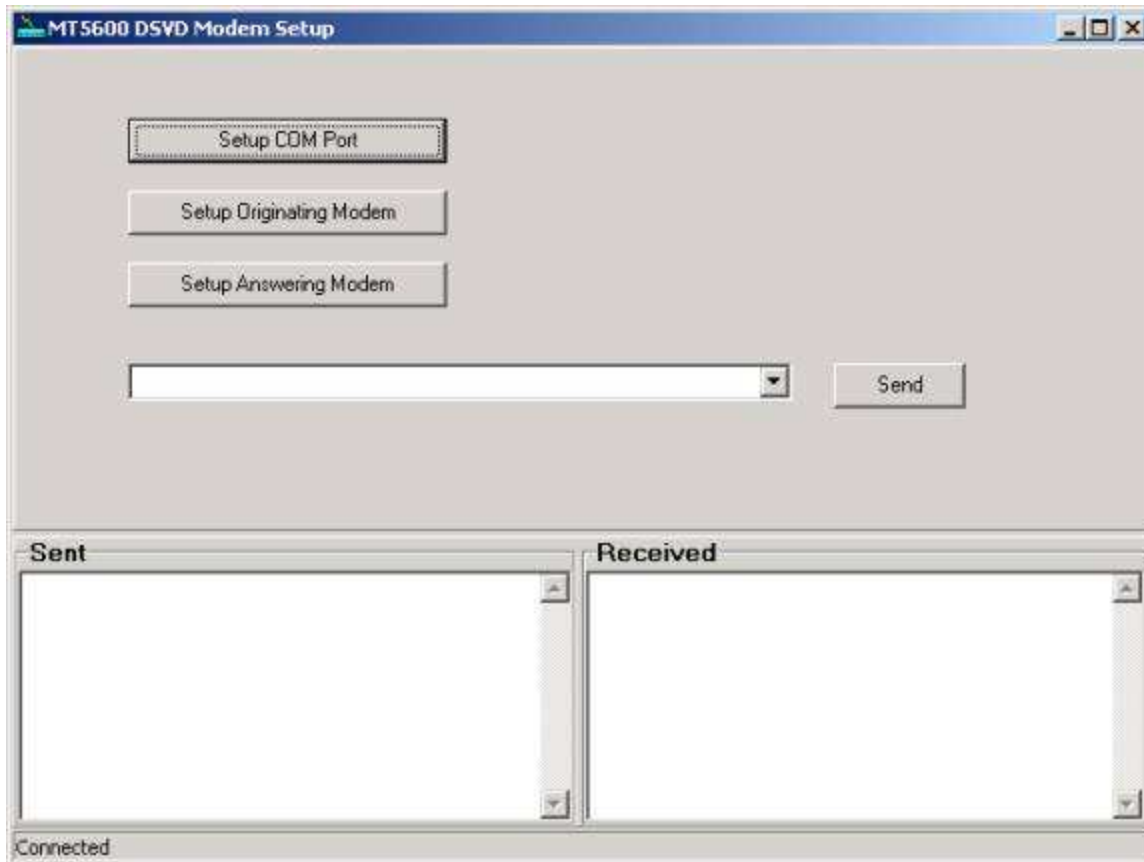 MT5600 DSVD Modem Setup
Setup COM Port
Setup Originating Modem
Setup Answering Modem
Send
Sent
Received
Connected